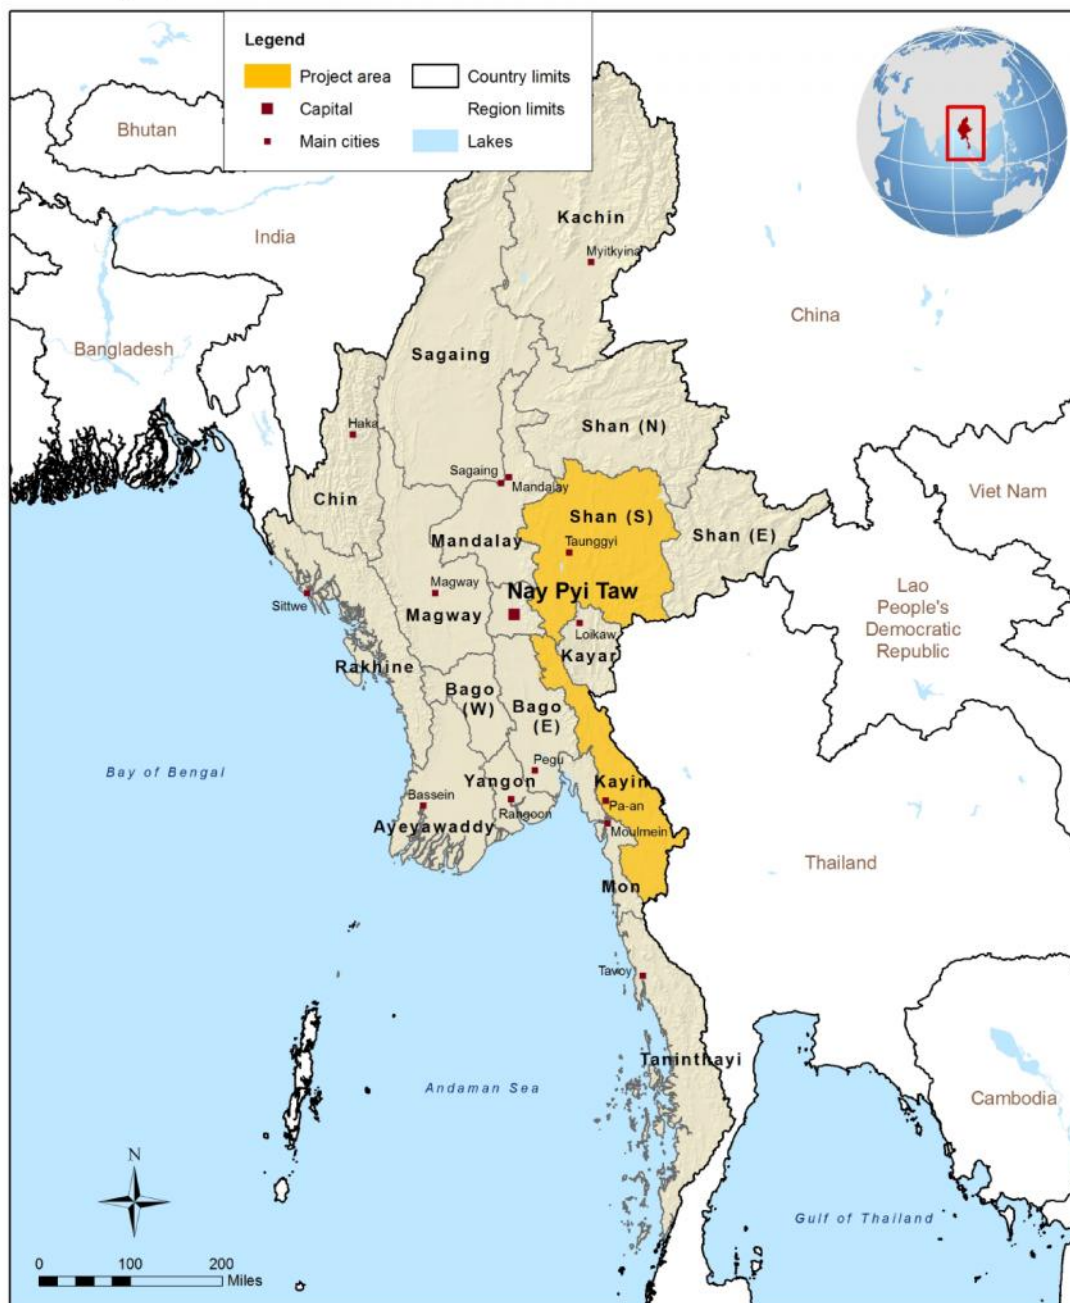 Legend
Project area
Country limits
Capital
Region limits
Main cities
Lakes
Bhutan
India
Bangladesh
China
Viet Nam
Lao
People's
Democratic
Republic
Thailand
Cambodia
Kachin
Myitkyina
Sagaing
Shan (N)
Haka
Chin
Sagaing
Mandalay
Shan (S)
Shan (E)
Mandalay
Taunggyi
Magway
Nay Pyi Taw
Sittwe
Magway
Loikaw
Kayar
Rakhine
Bago
(W)
Bago
(E)
Pegu
Yangon
Kayin
Bassein
Rangoon
Pa-an
Ayeyawaddy
Moulmein
Mon
Tavoy
Taninthayi
Bay of Bengal
Andaman Sea
Gulf of Thailand
N
0 100 200
Miles